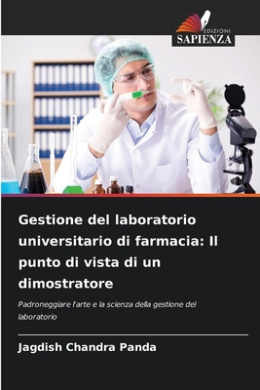 EDIZIONI
SAPIENZA
Gestione del laboratorio
universitario di farmacia: Il
punto di vista di un
dimostratore
Padroneggiare l'arte e la scienza della gestione del
laboratorio
Jagdish Chandra Panda